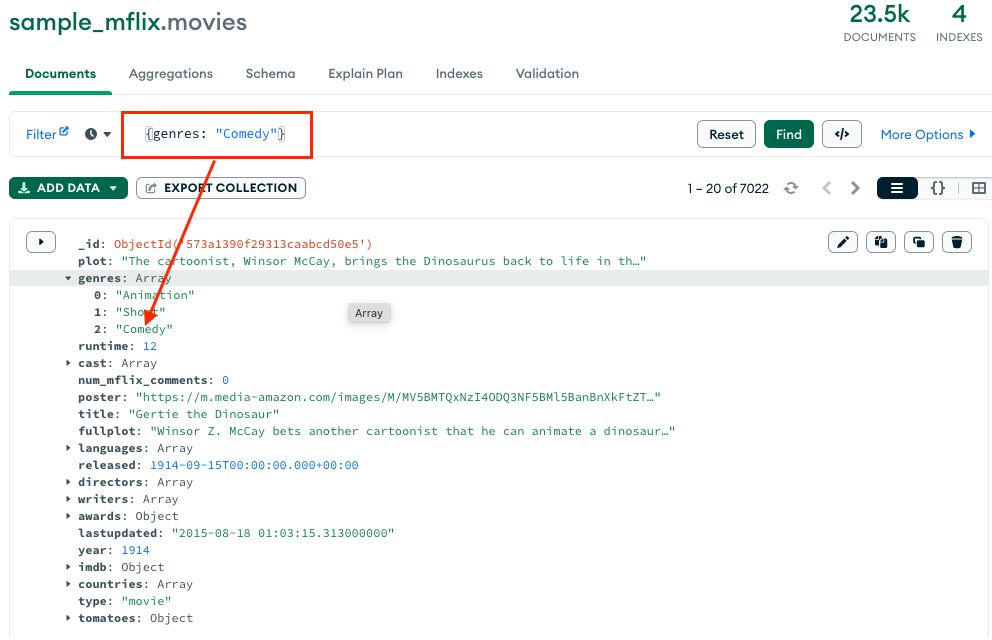 sample_mflix.movies
23.5k
DOCUMENTS
4
INDEXES
Documents Aggregations Schema Explain Plan Indexes Validation
Filter {genres: "Comedy"} Reset Find </> More Options
ADD DATA EXPORT COLLECTION 1 – 20 of 7022 {}
_id: ObjectId('573a1390f29313caabcd50e5')
plot: "The cartoonist, Winsor McCay, brings the Dinosaurus back to life in th…"
genres: Array
0: "Animation"
Array
1: "Short"
2: "Comedy"
runtime: 12
cast: Array
num_mflix_comments: 0
poster: "https://m.media-amazon.com/images/M/MV5BMTQxNzI4ODQ3NF5BMl5BanBnXkFtZT…"
title: "Gertie the Dinosaur"
fullplot: "Winsor Z. McCay bets another cartoonist that he can animate a dinosaur…"
languages: Array
released: 1914-09-15T00:00:00.000+00:00
directors: Array
writers: Array
awards: Object
lastupdated: "2015-08-18 01:03:15.313000000"
year: 1914
imdb: Object
countries: Array
type: "movie"
tomatoes: Object